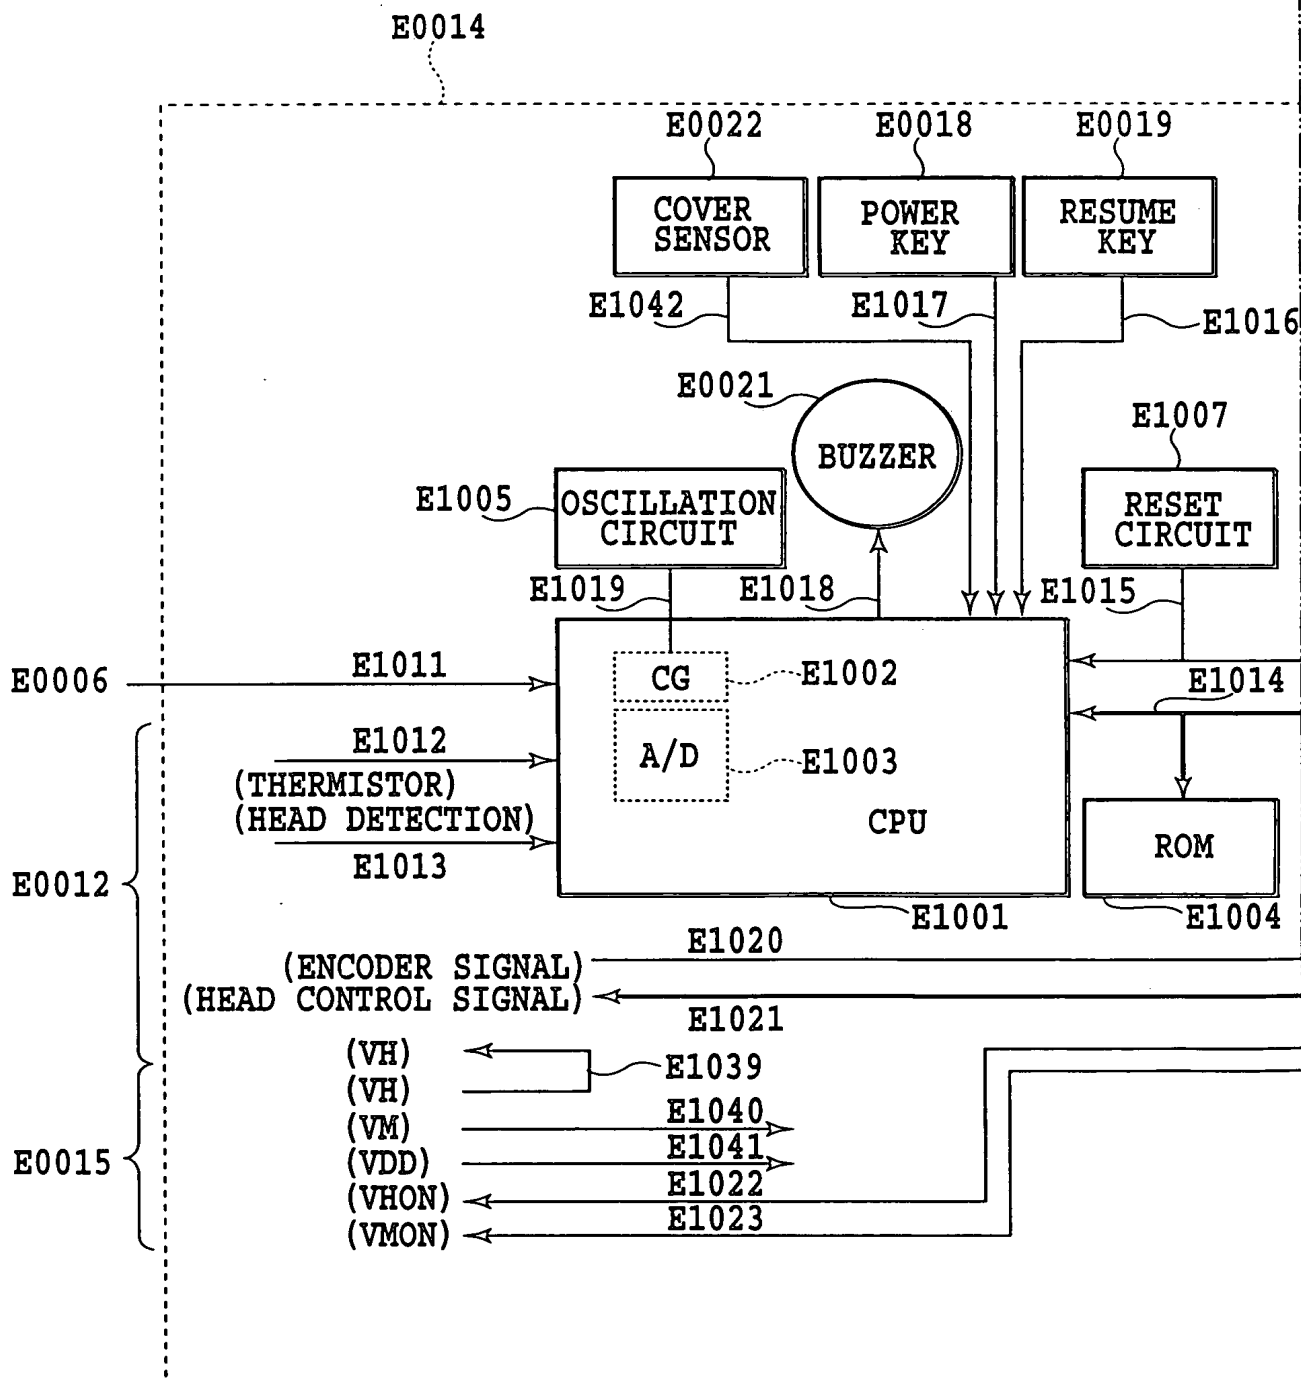 E0014
E0022
E0018
E0019
COVER
SENSOR
POWER
KEY
RESUME
KEY
E1042
E1017
E1016
E0021
BUZZER
E1007
E1005
OSCILLATION
CIRCUIT
RESET
CIRCUIT
E1019
E1018
E1015
E0006
E1011
CG
E1002
E1014
E1012
(THERMISTOR)
A/D
E1003
(HEAD DETECTION)
E1013
CPU
ROM
E0012
E1001
E1004
E1020
(ENCODER SIGNAL)
(HEAD CONTROL SIGNAL)
E1021
(VH)
E1039
(VH)
E1040
(VM)
E1041
(VDD)
E0015
E1022
(VHON)
E1023
(VMON)